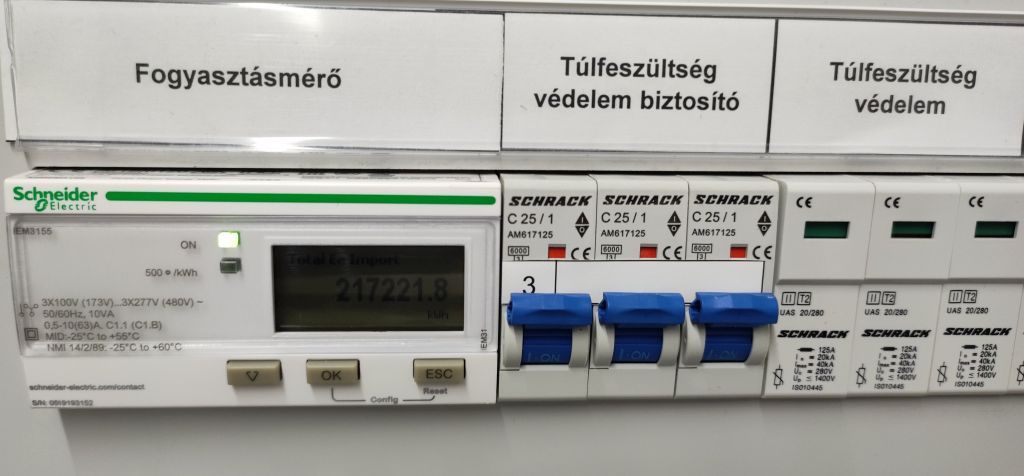 Fogyasztásmérő
Túlfeszültség
védelem biztosító
Túlfeszültség
védelem
Schneider
Electric
iEM3155
ON
500 /kWh
3X100V (173V)...3X277V (480V) ~
50/60Hz, 10VA
0,5-10(63)A, C1.1 (C1.B)
MID:-25°C to +55°C
NMI 14/2/89: -25°C to +60°C
schneider-electric.com/contact
S/N: 0519193152
Total Ea Import
217221.8
kWh
iEM31
OK
ESC
Reset
Config
SCHRACK
C 25 / 1
AM617125
6000
3
CE
SCHRACK
C 25 / 1
AM617125
6000
3
CE
SCHRACK
C 25 / 1
AM617125
6000
3
CE
3
I-ON
I-ON
I-ON
CE
II T2
UAS 20/280
SCHRACK
125A
20kA
40kA
280V
≤ 1400V
IS010445
CE
II T2
UAS 20/280
SCHRACK
125A
20kA
40kA
280V
≤ 1400V
IS010445
CE
II T2
UAS 20/280
SCHRACK
125A
20kA
40kA
280V
≤ 1400V
IS010445